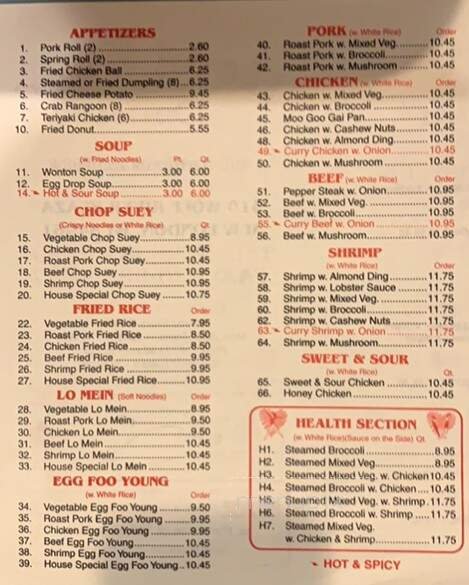 APPETIZERS
1. Pork Roll (2) 2.60
2. Spring Roll (2) 2.60
3. Fried Chicken Ball 6.25
4. Steamed or Fried Dumpling (8) 6.25
5. Fried Cheese Potato 9.45
6. Crab Rangoon (8) 6.25
7. Teriyaki Chicken (6) 6.25
10. Fried Donut 5.55
SOUP
(w. Fried Noodles) Pt. Qt.
11. Wonton Soup 3.00 6.00
12. Egg Drop Soup 3.00 6.00
14. Hot & Sour Soup 3.00 6.00
CHOP SUEY
(Crispy Noodles or White Rice) Qt.
15. Vegetable Chop Suey 8.95
16. Chicken Chop Suey 10.45
17. Roast Pork Chop Suey 10.45
18. Beef Chop Suey 10.75
19. Shrimp Chop Suey 10.75
20. House Special Chop Suey 10.75
FRIED RICE Order
22. Vegetable Fried Rice 7.95
23. Roast Pork Fried Rice 8.50
24. Chicken Fried Rice 8.50
25. Beef Fried Rice 9.95
26. Shrimp Fried Rice 9.95
27. House Special Fried Rice 10.95
LO MEIN (Soft Noodles) Order
28. Vegetable Lo Mein 8.95
29. Roast Pork Lo Mein 9.50
30. Chicken Lo Mein 9.50
31. Beef Lo Mein 10.45
32. Shrimp Lo Mein 10.45
33. House Special Lo Mein 10.45
EGG FOO YOUNG
(w. White Rice) Order
34. Vegetable Egg Foo Young 9.50
35. Roast Pork Egg Foo Young 9.95
36. Chicken Egg Foo Young 9.95
37. Beef Egg Foo Young 10.45
38. Shrimp Egg Foo Young 10.45
39. House Special Egg Foo Young 10.45
PORK (w. White Rice) Order
40. Roast Pork w. Mixed Veg. 10.45
41. Roast Pork w. Broccoli 10.45
42. Roast Pork w. Mushroom 10.45
CHICKEN (w. White Rice) Order
43. Chicken w. Mixed Veg. 10.45
44. Chicken w. Broccoli 10.45
45. Moo Goo Gai Pan 10.45
46. Chicken w. Cashew Nuts 10.45
48. Chicken w. Almond Ding 10.45
49. Curry Chicken w. Onion 10.45
50. Chicken w. Mushroom 10.45
BEEF (w. White Rice) Order
51. Pepper Steak w. Onion 10.95
52. Beef w. Mixed Veg. 10.95
53. Beef w. Broccoli 10.95
55. Curry Beef w. Onion 10.95
56. Beef w. Mushroom 10.95
SHRIMP
(w. White Rice) Order
57. Shrimp w. Almond Ding 11.75
58. Shrimp w. Lobster Sauce 11.75
59. Shrimp w. Mixed Veg. 11.75
60. Shrimp w. Broccoli 11.75
62. Shrimp w. Cashew Nuts 11.75
63. Curry Shrimp w. Onion 11.75
64. Shrimp w. Mushroom 11.75
SWEET & SOUR
(w. White Rice) Qt.
65. Sweet & Sour Chicken 10.45
66. Honey Chicken 10.45
HEALTH SECTION
(w. White Rice)(Sauce on the Side) Qt.
H1. Steamed Broccoli 8.95
H2. Steamed Mixed Veg. 8.95
H3. Steamed Mixed Veg. w. Chicken 10.45
H4. Steamed Broccoli w. Chicken 10.45
H5. Steamed Mixed Veg. w. Shrimp 11.75
H6. Steamed Broccoli w. Shrimp 11.75
H7. Steamed Mixed Veg.
w. Chicken & Shrimp 11.75
HOT & SPICY